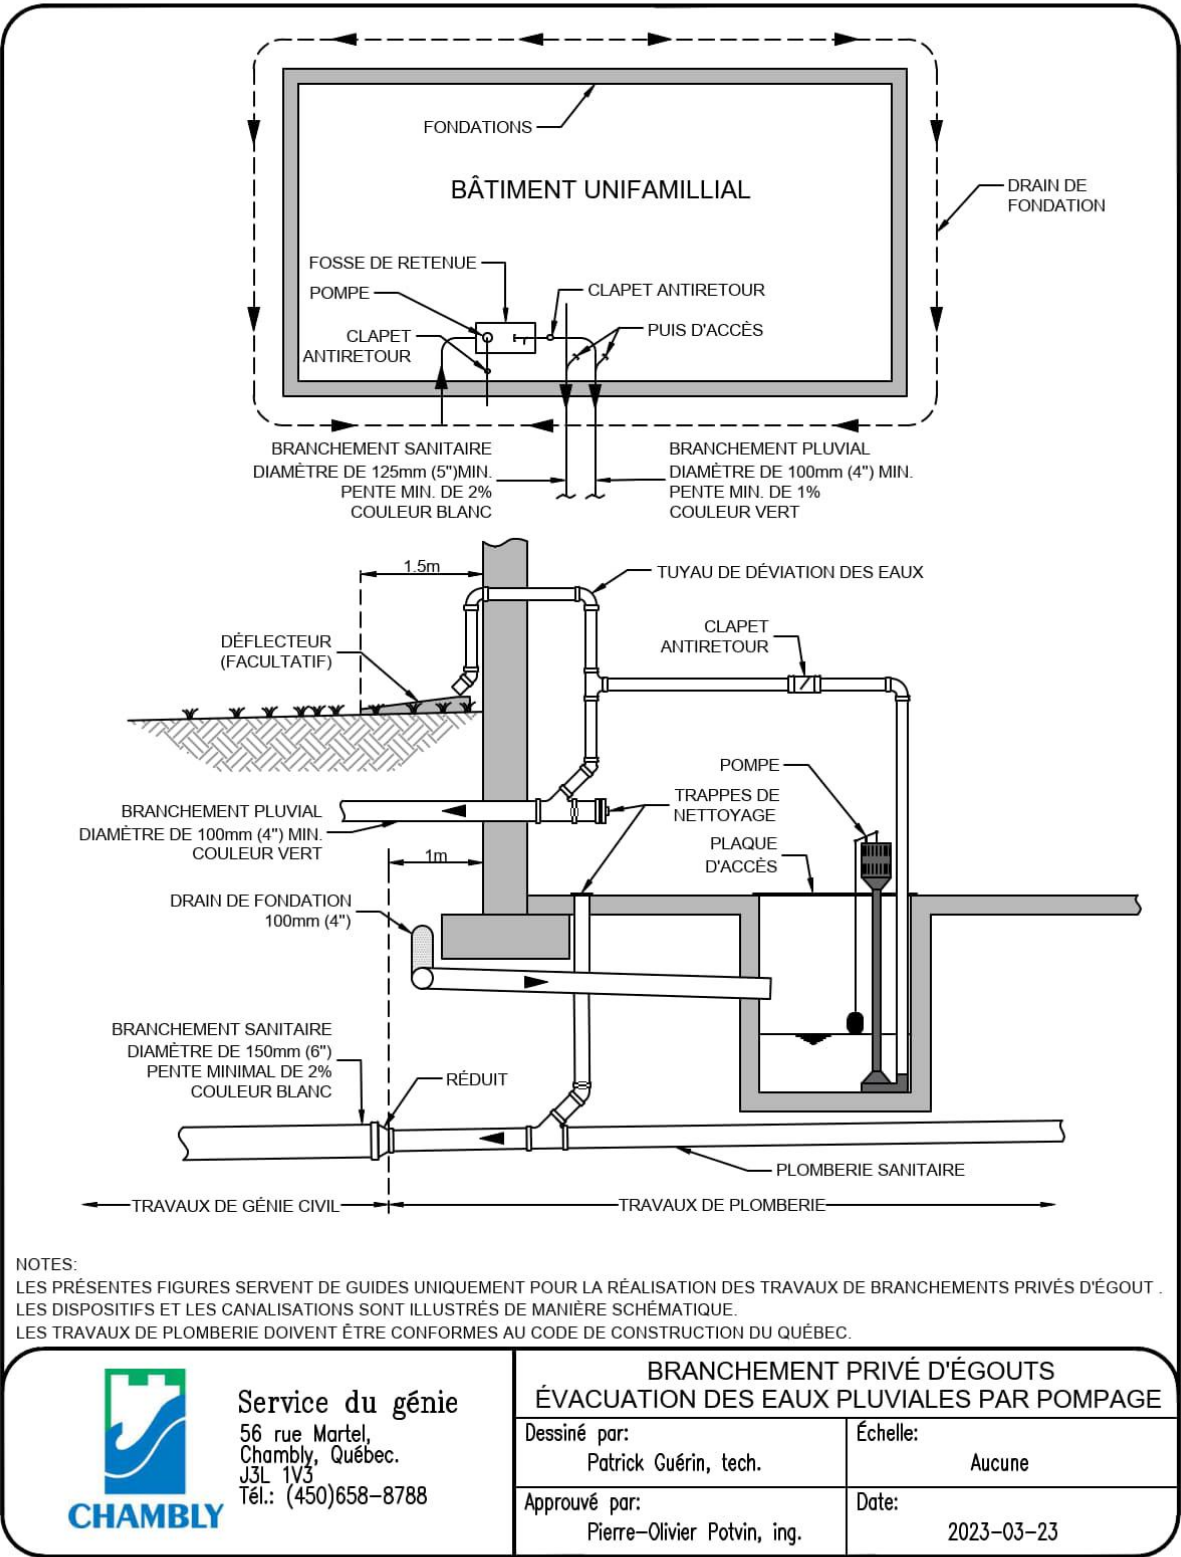 FONDATIONS
BÂTIMENT UNIFAMILLIAL
DRAIN DE
FONDATION
FOSSE DE RETENUE
POMPE
CLAPET
ANTIRETOUR
CLAPET ANTIRETOUR
PUIS D'ACCÈS
BRANCHEMENT SANITAIRE
DIAMÈTRE DE 125mm (5")MIN.
PENTE MIN. DE 2%
COULEUR BLANC
BRANCHEMENT PLUVIAL
DIAMÈTRE DE 100mm (4") MIN.
PENTE MIN. DE 1%
COULEUR VERT
1.5m
TUYAU DE DÉVIATION DES EAUX
DÉFLECTEUR
(FACULTATIF)
CLAPET
ANTIRETOUR
POMPE
TRAPPES DE
NETTOYAGE
PLAQUE
D'ACCÈS
BRANCHEMENT PLUVIAL
DIAMÈTRE DE 100mm (4") MIN.
COULEUR VERT
1m
DRAIN DE FONDATION
100mm (4")
BRANCHEMENT SANITAIRE
DIAMÈTRE DE 150mm (6")
PENTE MINIMAL DE 2%
COULEUR BLANC
RÉDUIT
PLOMBERIE SANITAIRE
TRAVAUX DE GÉNIE CIVIL
TRAVAUX DE PLOMBERIE
NOTES:
LES PRÉSENTES FIGURES SERVENT DE GUIDES UNIQUEMENT POUR LA RÉALISATION DES TRAVAUX DE BRANCHEMENTS PRIVÉS D'ÉGOUT .
LES DISPOSITIFS ET LES CANALISATIONS SONT ILLUSTRÉS DE MANIÈRE SCHÉMATIQUE.
LES TRAVAUX DE PLOMBERIE DOIVENT ÊTRE CONFORMES AU CODE DE CONSTRUCTION DU QUÉBEC.
CHAMBLY
Service du génie
56 rue Martel,
Chambly, Québec.
J3L 1V3
Tél.: (450)658-8788
BRANCHEMENT PRIVÉ D'ÉGOUTS
ÉVACUATION DES EAUX PLUVIALES PAR POMPAGE
Dessiné par:
Patrick Guérin, tech.
Échelle:
Aucune
Approuvé par:
Pierre-Olivier Potvin, ing.
Date:
2023-03-23